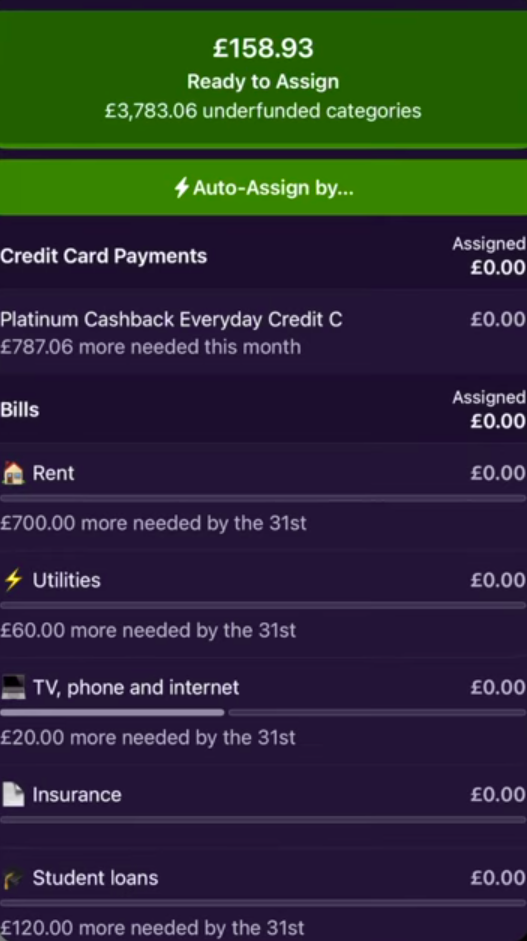 £158.93
Ready to Assign
£3,783.06 underfunded categories
Auto-Assign by...
Credit Card Payments
Assigned
£0.00
Platinum Cashback Everyday Credit C
£0.00
£787.06 more needed this month
Bills
Assigned
£0.00
Rent
£0.00
£700.00 more needed by the 31st
Utilities
£0.00
£60.00 more needed by the 31st
TV, phone and internet
£0.00
£20.00 more needed by the 31st
Insurance
£0.00
Student loans
£0.00
£120.00 more needed by the 31st